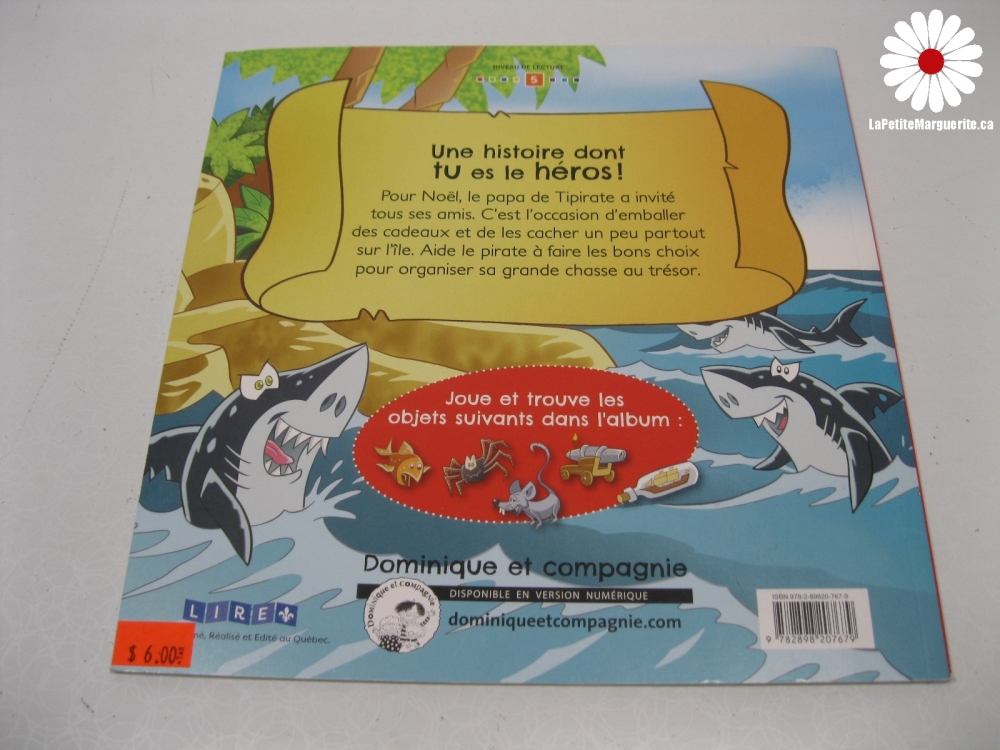 LaPetiteMarguerite.ca
NIVEAU DE LECTURE
5
Une histoire dont
tu es le héros!
Pour Noël, le papa de Tipirate a invité
tous ses amis. C'est l'occasion d'emballer
des cadeaux et de les cacher un peu partout
sur l'île. Aide le pirate à faire les bons choix
pour organiser sa grande chasse au trésor.
Joue et trouve les
objets suivants dans l'album :
Dominique et compagnie
DISPONIBLE EN VERSION NUMÉRIQUE
dominiqueetcompagnie.com
Dominique et compagnie
LIRE
né, Réalisé et Édité au Québec.
$ 6.00
9 782898 207679